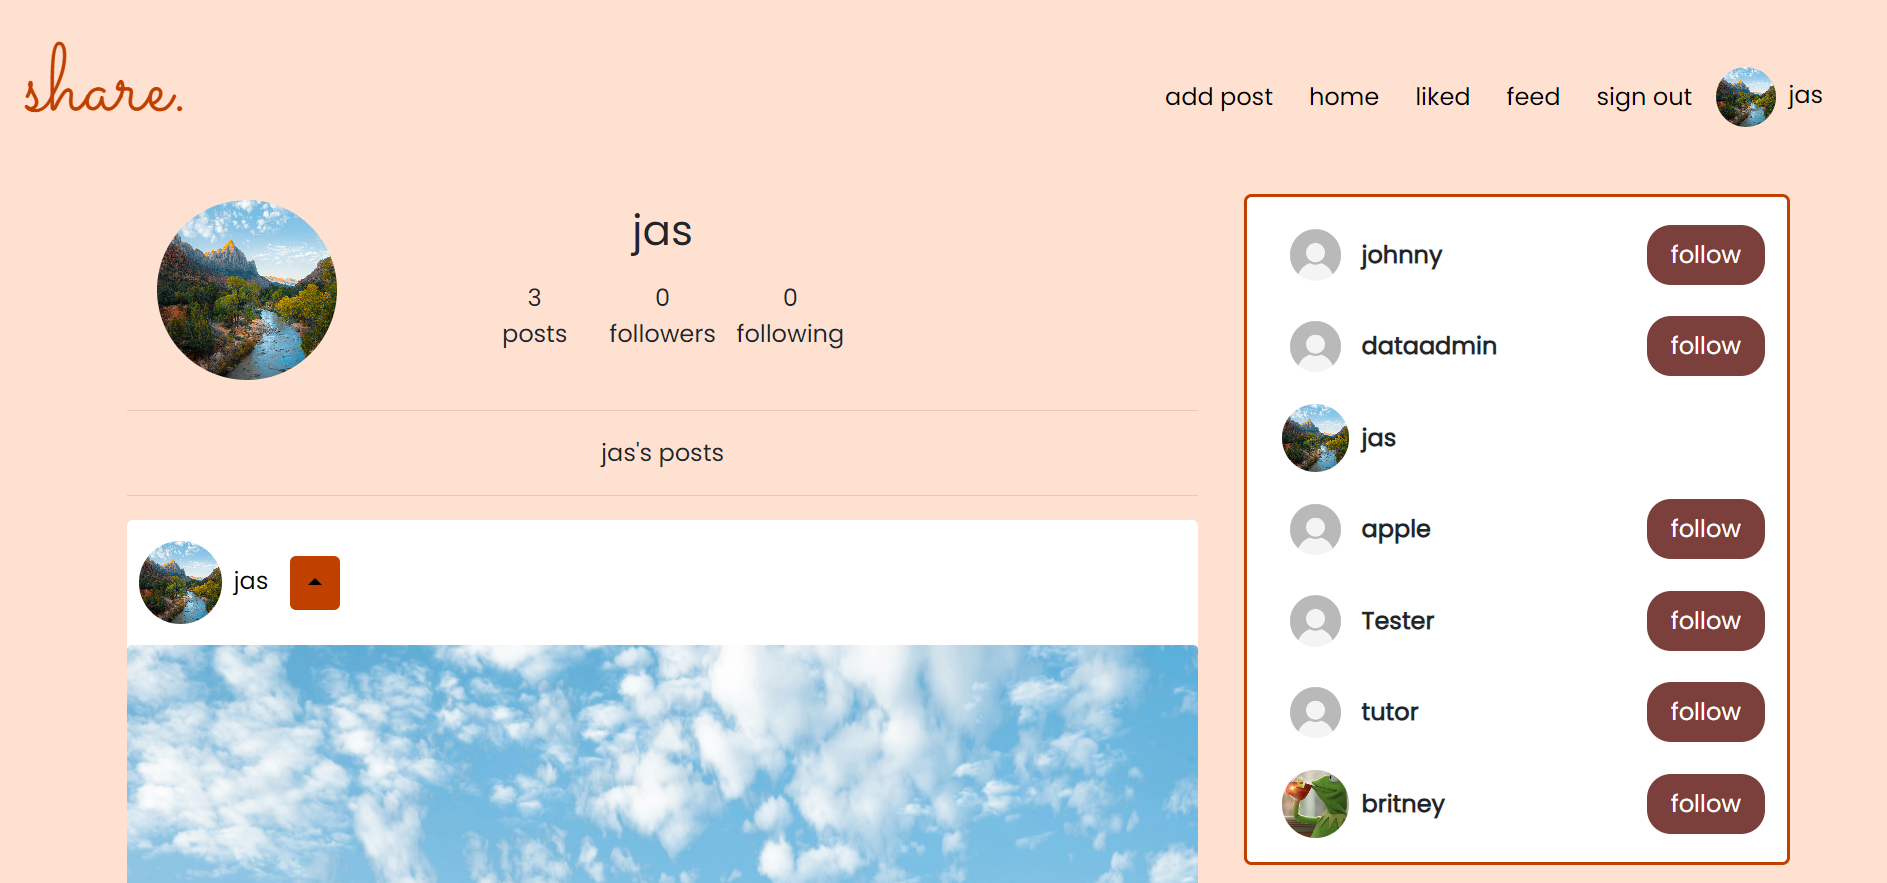 share.
add post home liked feed sign out jas
jas
3 0 0
posts followers following
jas's posts
jas
johnny follow
dataadmin follow
jas
apple follow
Tester follow
tutor follow
britney follow